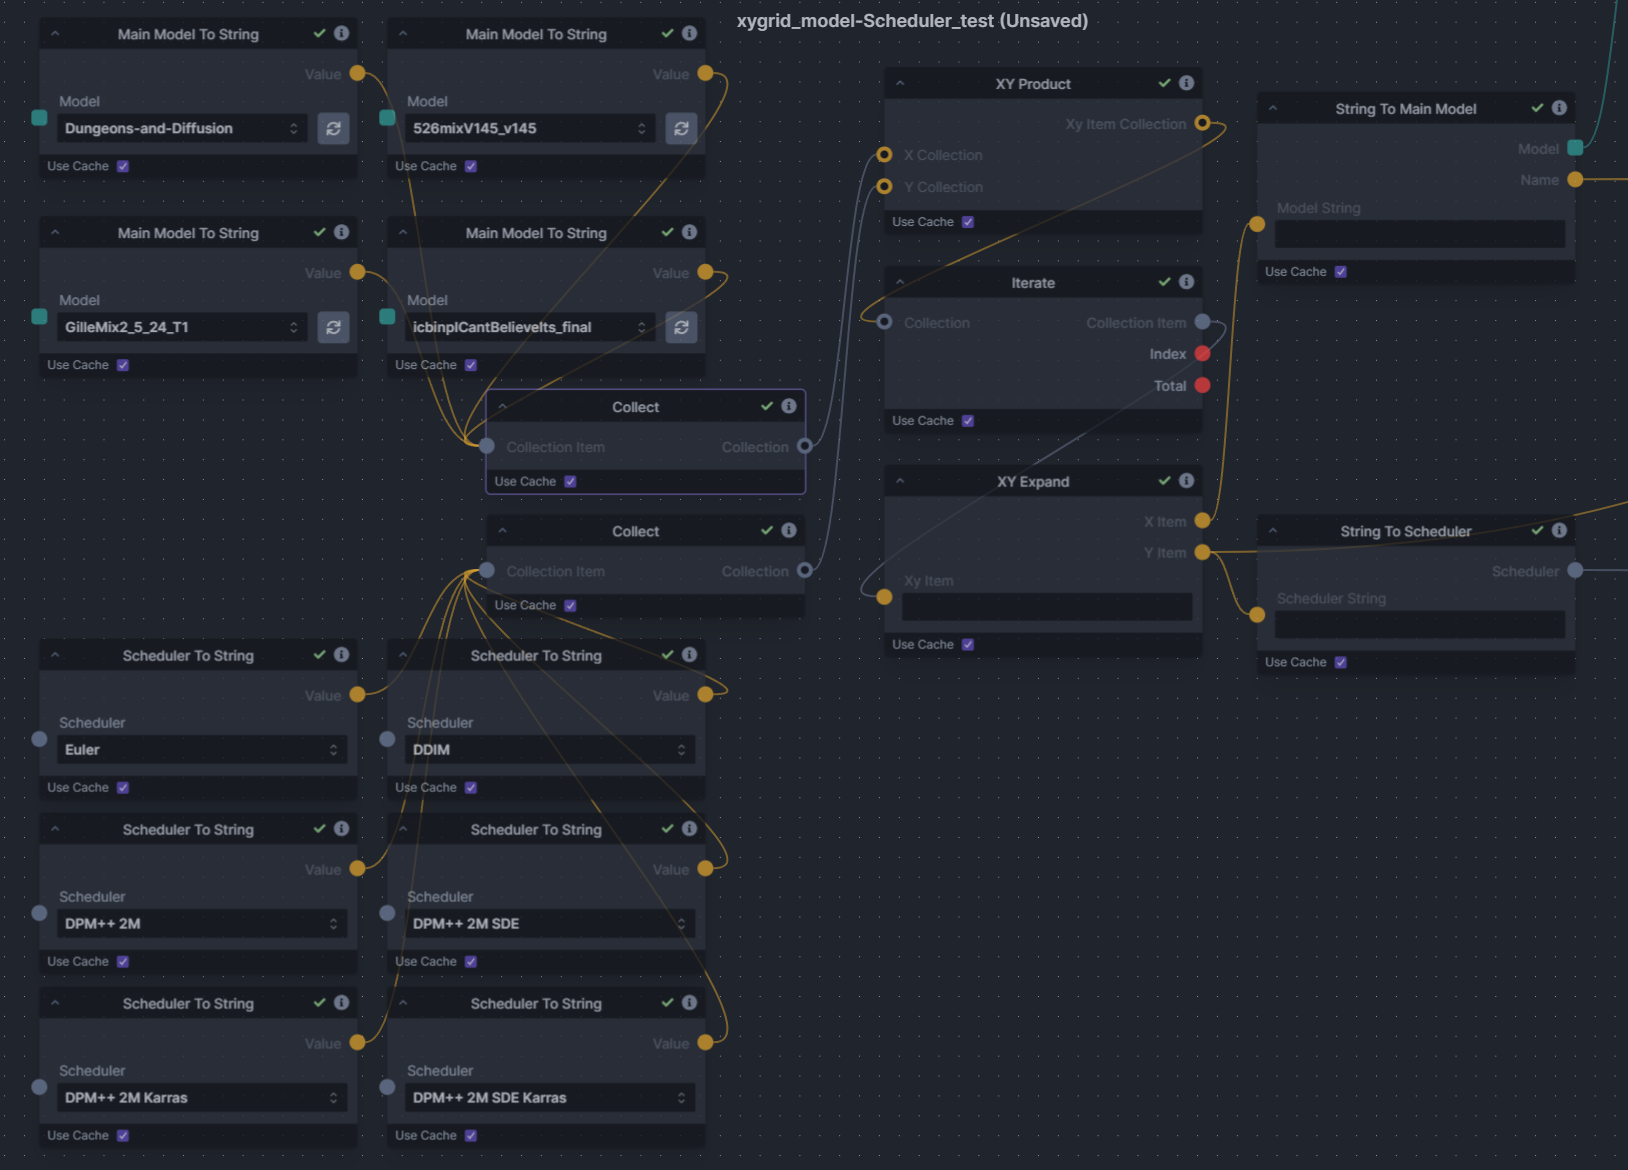 xygrid_model-Scheduler_test (Unsaved)
Main Model To String
Value
Model
Dungeons-and-Diffusion
Use Cache
Main Model To String
Value
Model
526mixV145_v145
Use Cache
Main Model To String
Value
Model
GilleMix2_5_24_T1
Use Cache
Main Model To String
Value
Model
icbinpICantBelieveIts_final
Use Cache
Collect
Collection Item
Collection
Use Cache
Collect
Collection Item
Collection
Use Cache
Scheduler To String
Value
Scheduler
Euler
Use Cache
Scheduler To String
Value
Scheduler
DDIM
Use Cache
Scheduler To String
Value
Scheduler
DPM++ 2M
Use Cache
Scheduler To String
Value
Scheduler
DPM++ 2M SDE
Use Cache
Scheduler To String
Value
Scheduler
DPM++ 2M Karras
Use Cache
Scheduler To String
Value
Scheduler
DPM++ 2M SDE Karras
Use Cache
XY Product
Xy Item Collection
X Collection
Y Collection
Use Cache
Iterate
Collection
Collection Item
Index
Total
Use Cache
XY Expand
X Item
Y Item
Xy Item
Use Cache
String To Main Model
Model
Name
Model String
Use Cache
String To Scheduler
Scheduler
Scheduler String
Use Cache